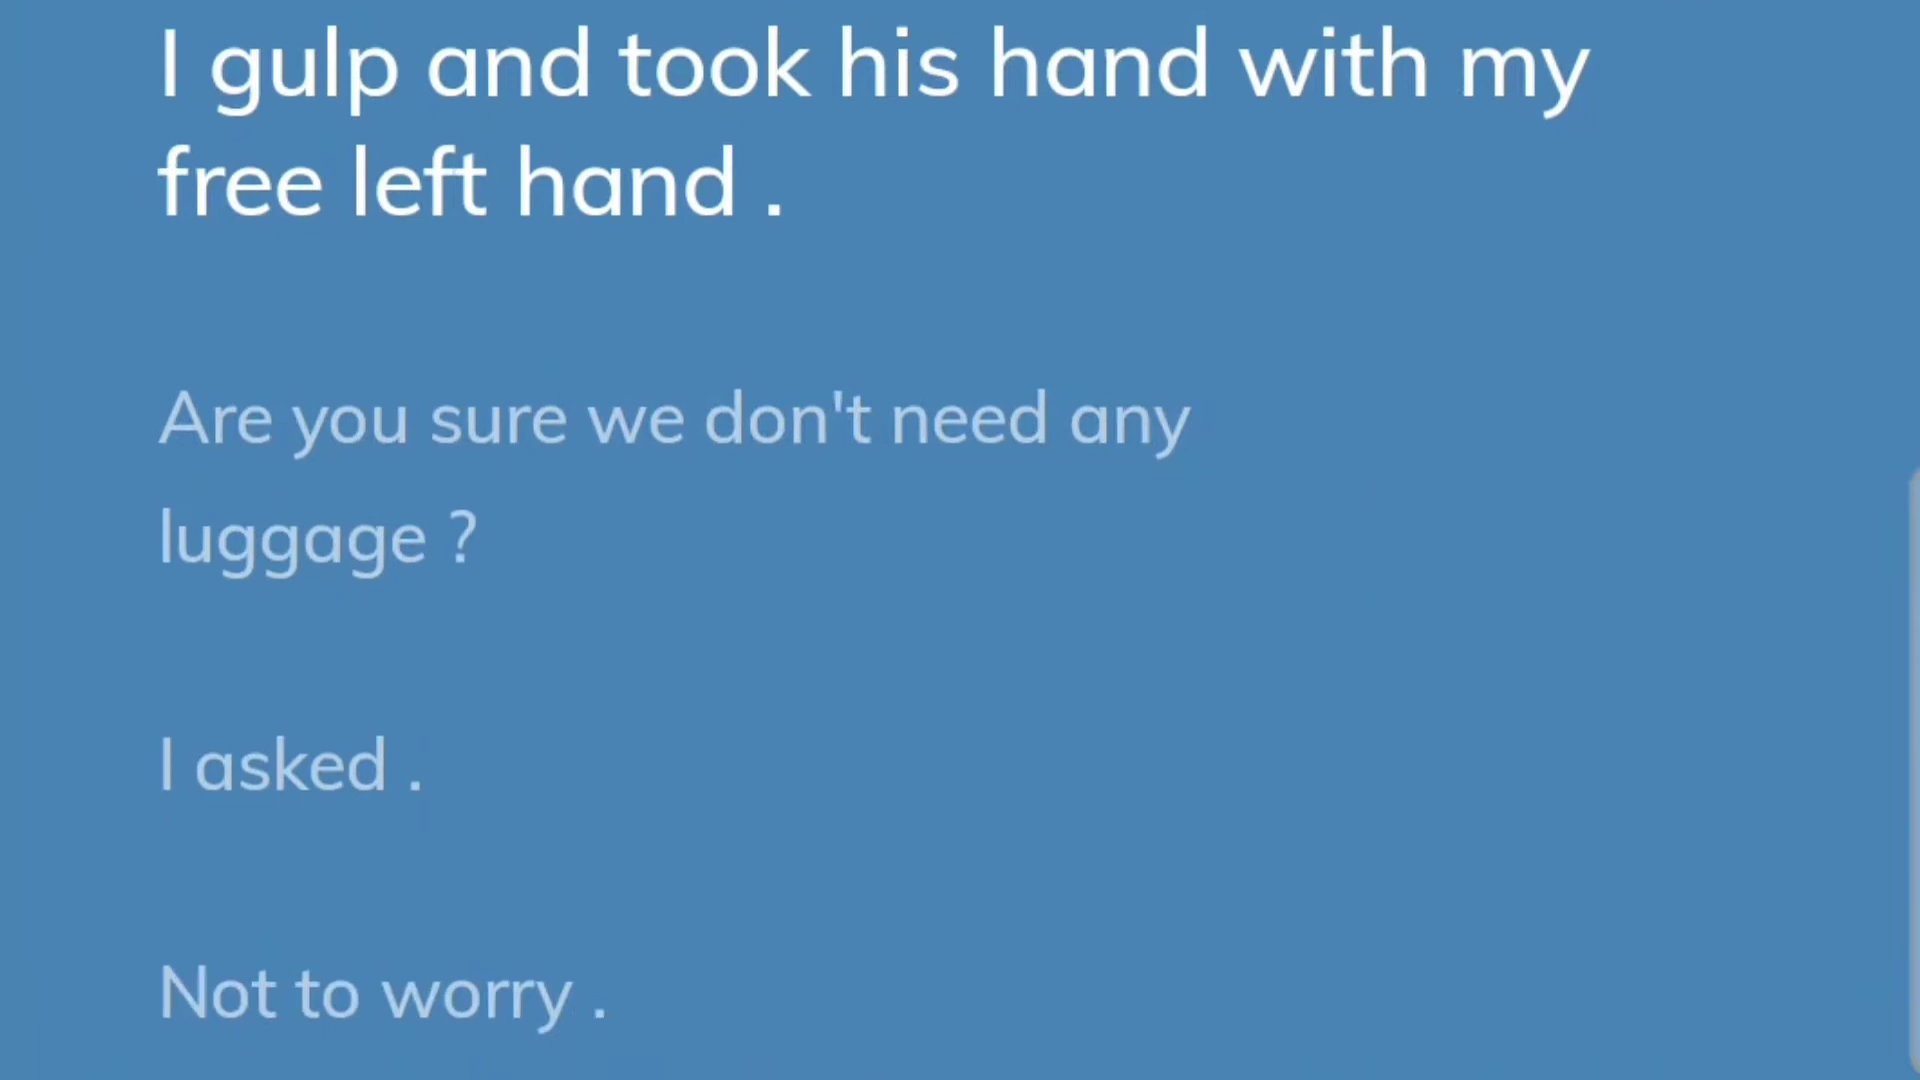 I gulp and took his hand with my
free left hand .
Are you sure we don't need any
luggage ?
I asked .
Not to worry .